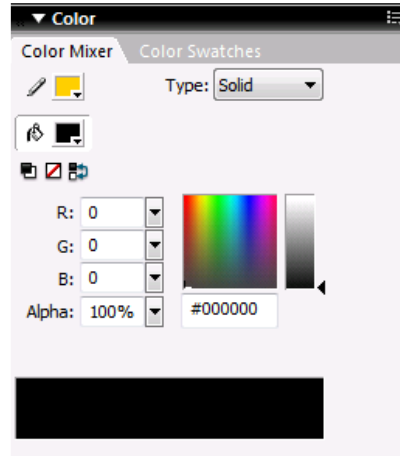 Color
Color Mixer Color Swatches
Type: Solid
R: 0
G: 0
B: 0
Alpha: 100% #000000